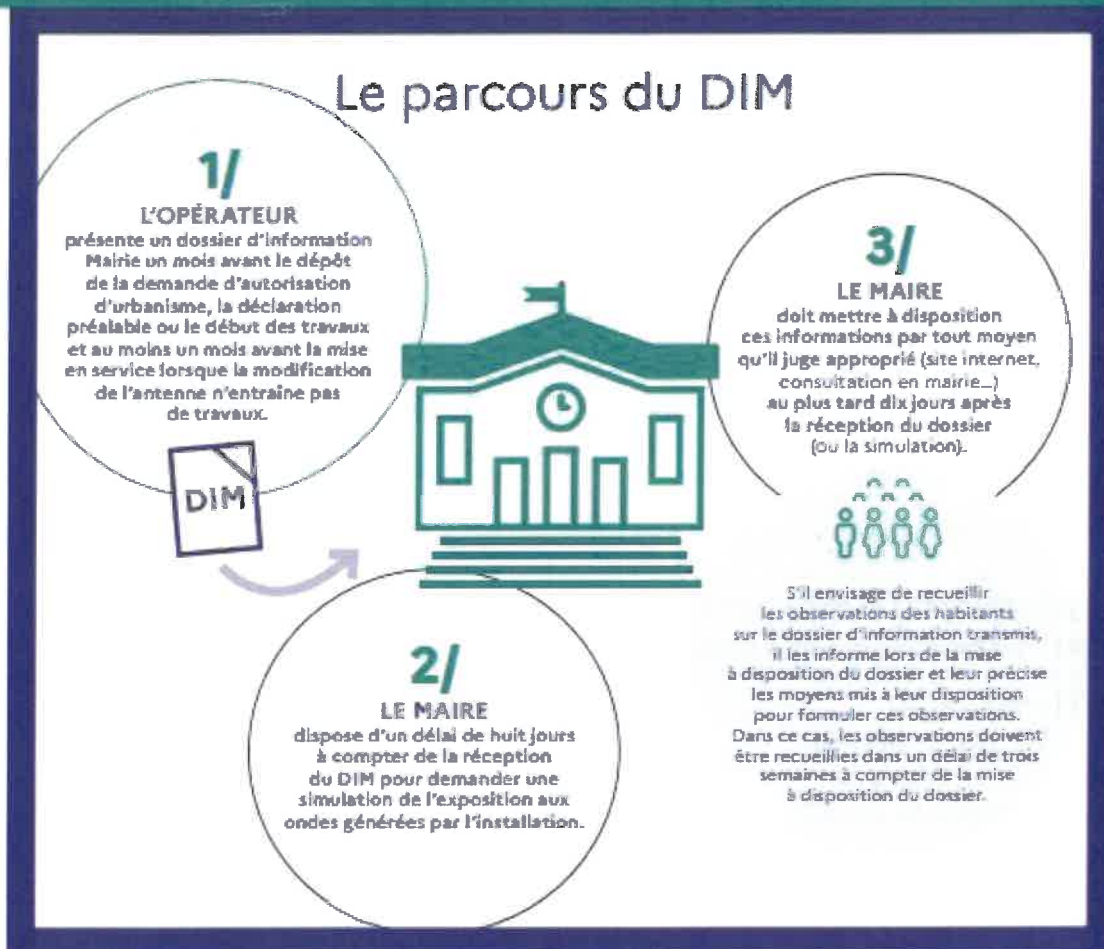 Le parcours du DIM
1/
L'OPÉRATEUR
présente un dossier d'information
Mairie un mois avant le dépôt
de la demande d'autorisation
d'urbanisme, la déclaration
préalable ou le début des travaux
et au moins un mois avant la mise
en service lorsque la modification
de l'antenne n'entraine pas
de travaux.
DIM
2/
LE MAIRE
dispose d'un délai de huit jours
à compter de la réception
du DIM pour demander une
simulation de l'exposition aux
ondes générées par l'installation.
3/
LE MAIRE
doit mettre à disposition
ces informations par tout moyen
qu'il juge approprié (site internet,
consultation en mairie...)
au plus tard dix jours après
la réception du dossier
(ou la simulation).
S'il envisage de recueillir
les observations des habitants
sur le dossier d'information transmis,
il les informe lors de la mise
à disposition du dossier et leur précise
les moyens mis à leur disposition
pour formuler ces observations.
Dans ce cas, les observations doivent
être recueillies dans un délai de trois
semaines à compter de la mise
à disposition du dossier.